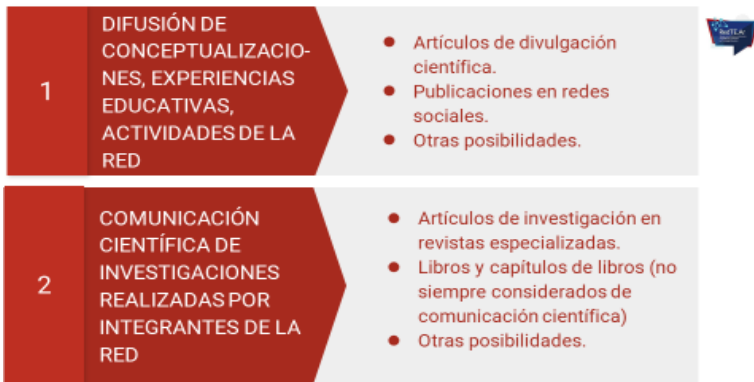 1
DIFUSIÓN DE
CONCEPTUALIZACIO-
NES, EXPERIENCIAS
EDUCATIVAS,
ACTIVIDADES DE LA
RED
● Artículos de divulgación
científica.
● Publicaciones en redes
sociales.
● Otras posibilidades.
RedTEA
2
COMUNICACIÓN
CIENTÍFICA DE
INVESTIGACIONES
REALIZADAS POR
INTEGRANTES DE LA
RED
● Artículos de investigación en
revistas especializadas.
● Libros y capítulos de libros (no
siempre considerados de
comunicación científica)
● Otras posibilidades.